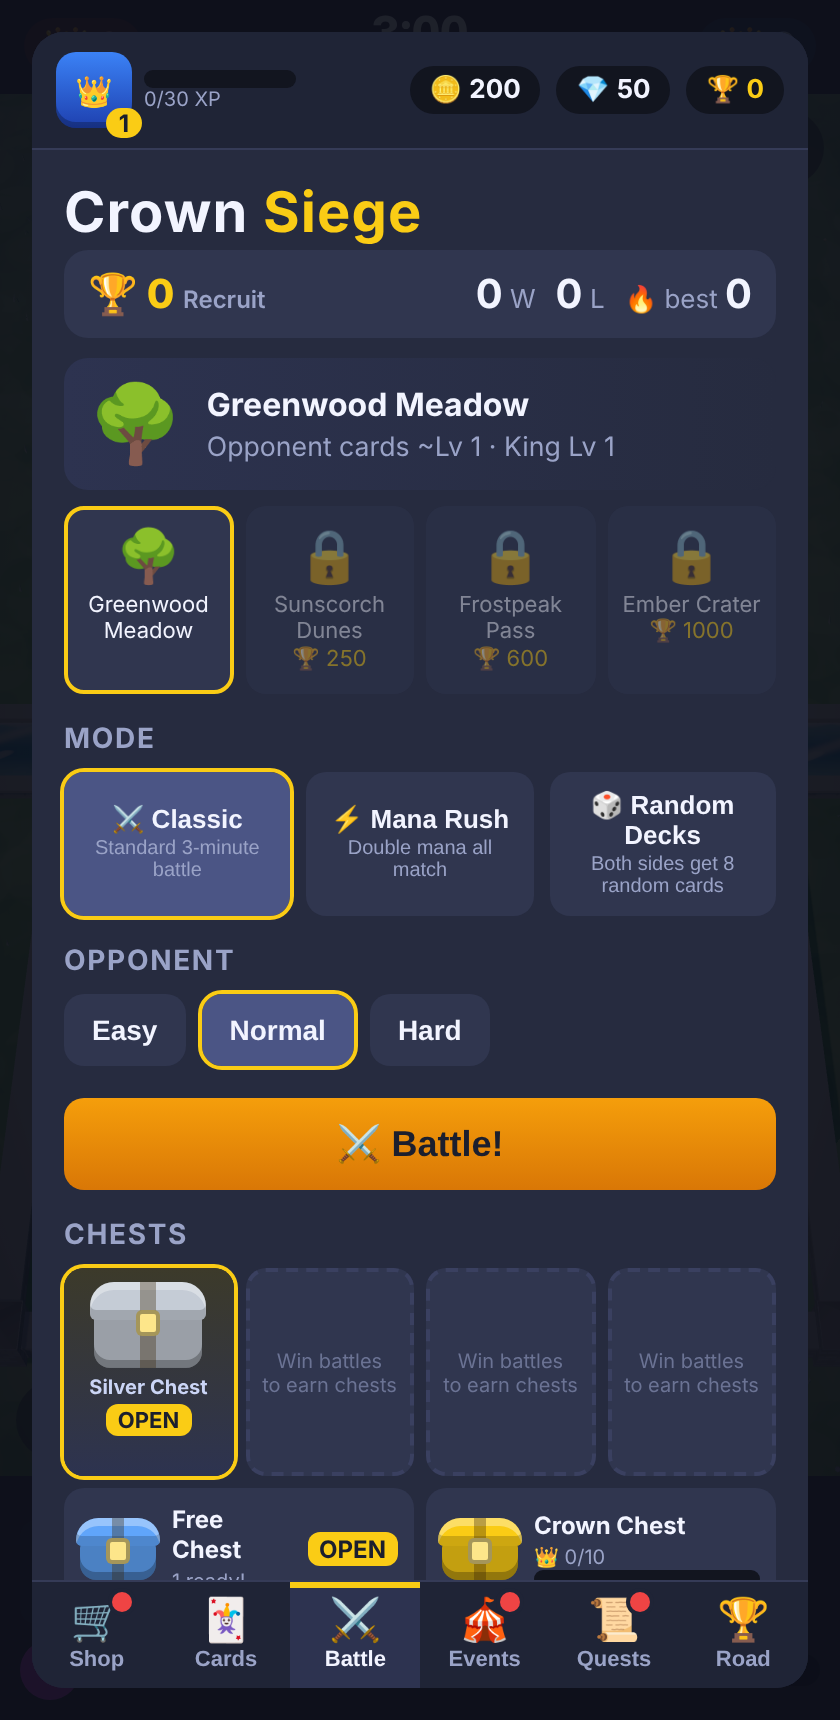 3:00
1
0/30 XP
200
50
0
Crown Siege
0 Recruit
0 W 0 L best 0
Greenwood Meadow
Opponent cards ~Lv 1 · King Lv 1
Greenwood
Meadow
Sunscorch
Dunes
250
Frostpeak
Pass
600
Ember Crater
1000
MODE
Classic
Standard 3-minute
battle
Mana Rush
Double mana all
match
Random
Decks
Both sides get 8
random cards
OPPONENT
Easy
Normal
Hard
Battle!
CHESTS
Silver Chest
OPEN
Win battles
to earn chests
Win battles
to earn chests
Win battles
to earn chests
Free
Chest
1 ready!
OPEN
Crown Chest
0/10
Shop
Cards
Battle
Events
Quests
Road